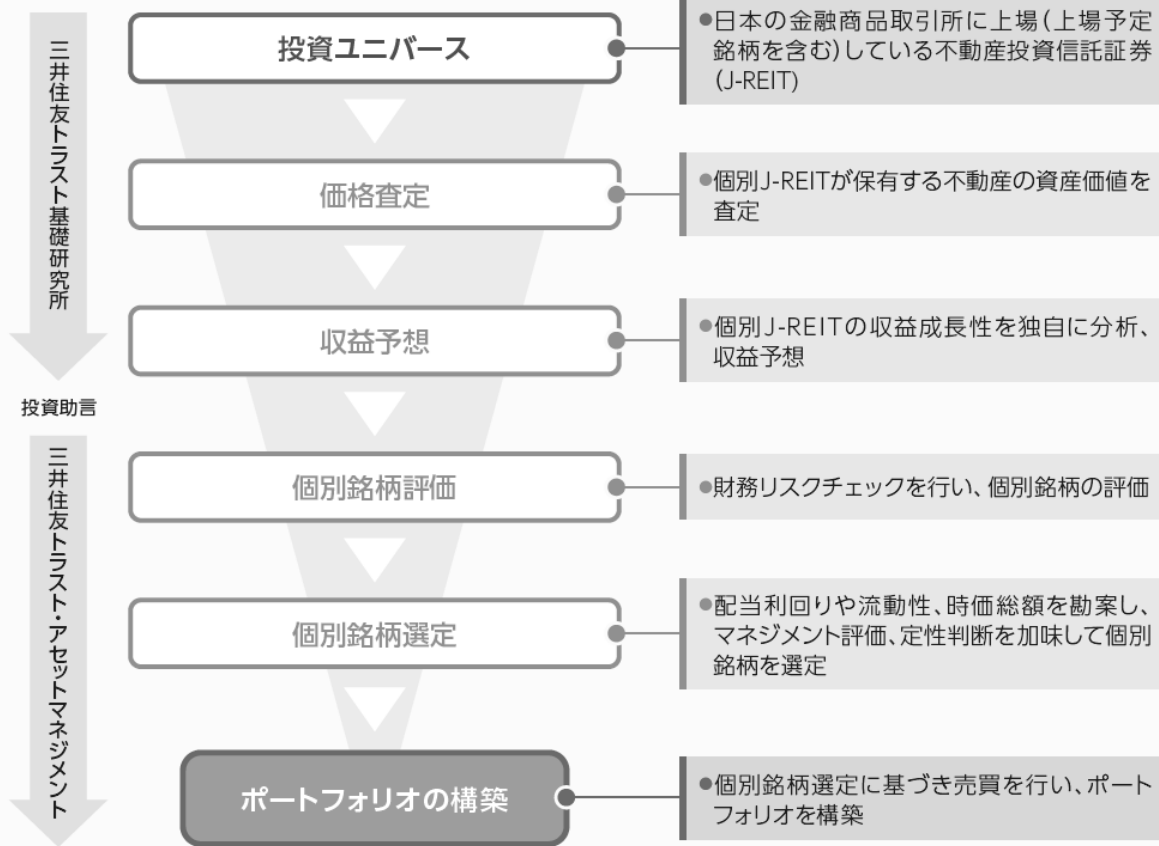 三井住友トラスト基礎研究所
投資助言
三井住友トラスト・アセットマネジメント
投資ユニバース
●日本の金融商品取引所に上場(上場予定
銘柄を含む)している不動産投資信託証券
(J-REIT)
価格査定
●個別J-REITが保有する不動産の資産価値を
査定
収益予想
●個別J-REITの収益成長性を独自に分析、
収益予想
個別銘柄評価
●財務リスクチェックを行い、個別銘柄の評価
個別銘柄選定
●配当利回りや流動性、時価総額を勘案し、
マネジメント評価、定性判断を加味して個別
銘柄を選定
ポートフォリオの構築
●個別銘柄選定に基づき売買を行い、ポート
フォリオを構築